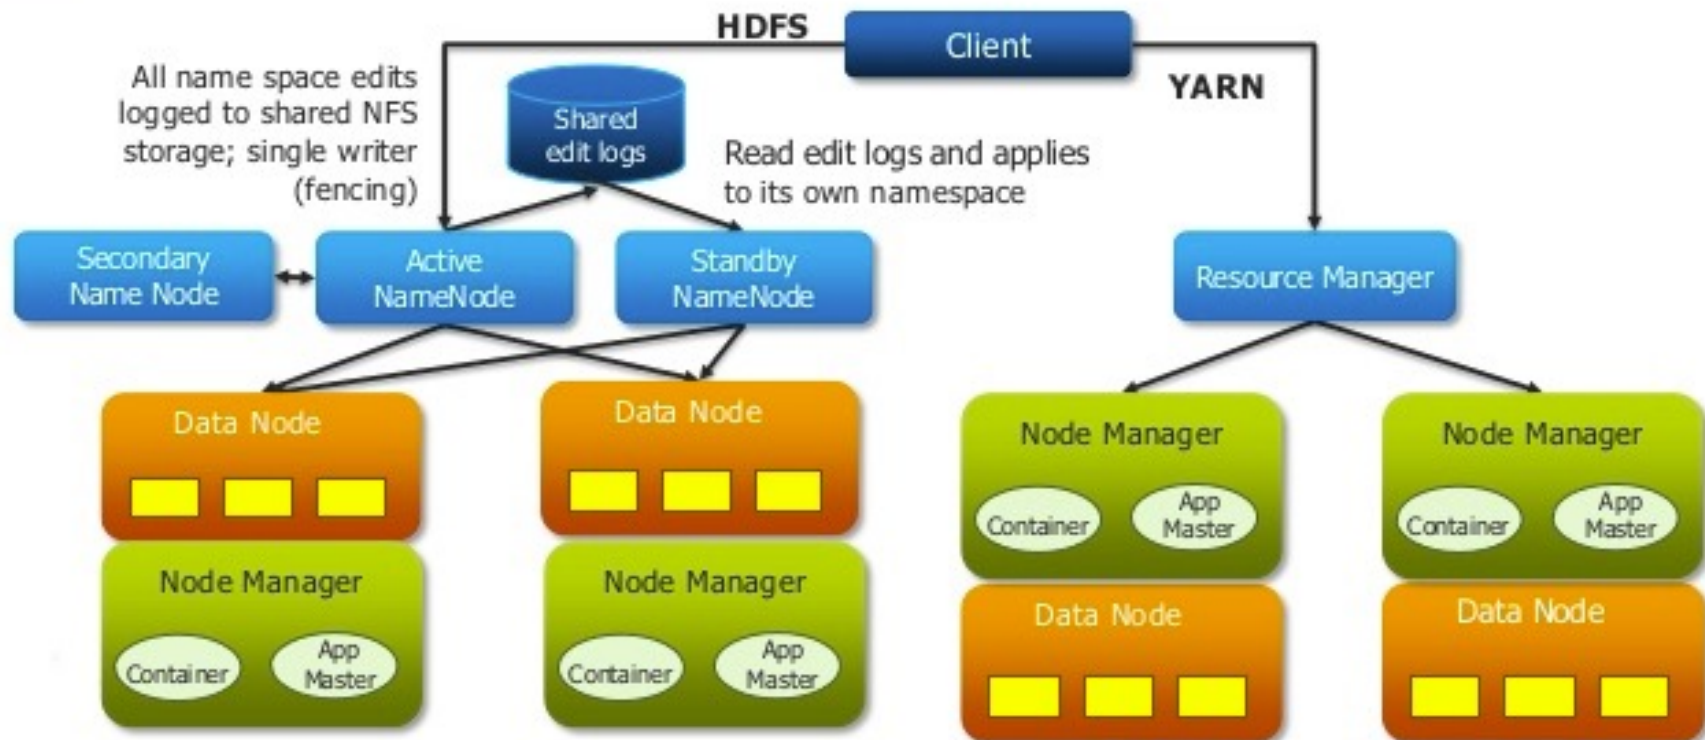 HDFS
Client
YARN
All name space edits
logged to shared NFS
storage; single writer
(fencing)
Shared
edit logs
Read edit logs and applies
to its own namespace
Secondary
Name Node
Active
NameNode
Standby
NameNode
Resource Manager
Data Node
Data Node
Node Manager
Container
App
Master
Node Manager
Container
App
Master
Node Manager
Container
App
Master
Node Manager
Container
App
Master
Data Node
Data Node